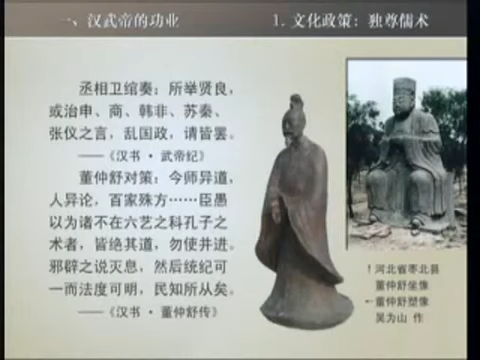 一、汉武帝的功业
1. 文化政策：独尊儒术
丞相卫绾奏：所举贤良，
或治申、商、韩非、苏秦、
张仪之言，乱国政，请皆罢。
——《汉书·武帝纪》
董仲舒对策：今师异道，
人异论，百家殊方……臣愚
以为诸不在六艺之科孔子之
术者，皆绝其道，勿使并进。
邪辟之说灭息，然后统纪可
一而法度可明，民知所从矣。
——《汉书·董仲舒传》
↑河北省枣北县
董仲舒坐像
←董仲舒塑像
吴为山 作